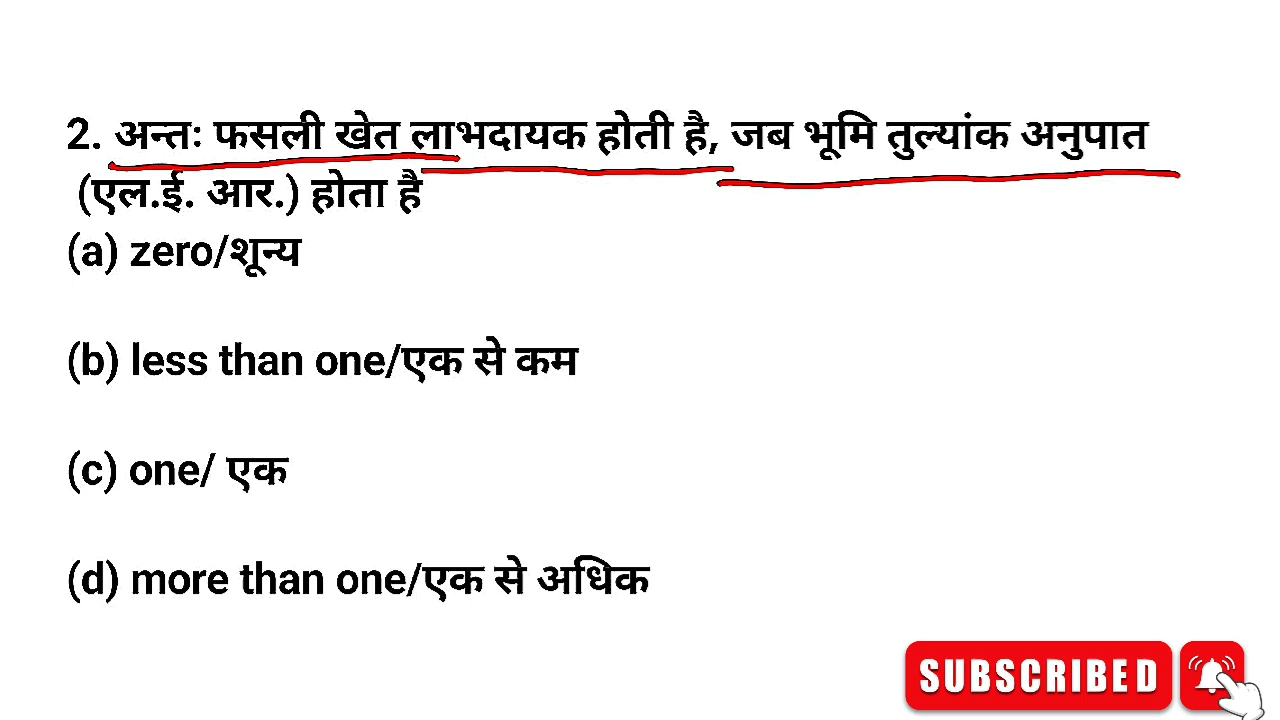 2. अन्तः फसली खेत लाभदायक होती है, जब भूमि तुल्यांक अनुपात
(एल.ई. आर.) होता है
(a) zero/शून्य
(b) less than one/एक से कम
(c) one/ एक
(d) more than one/एक से अधिक
SUBSCRIBED